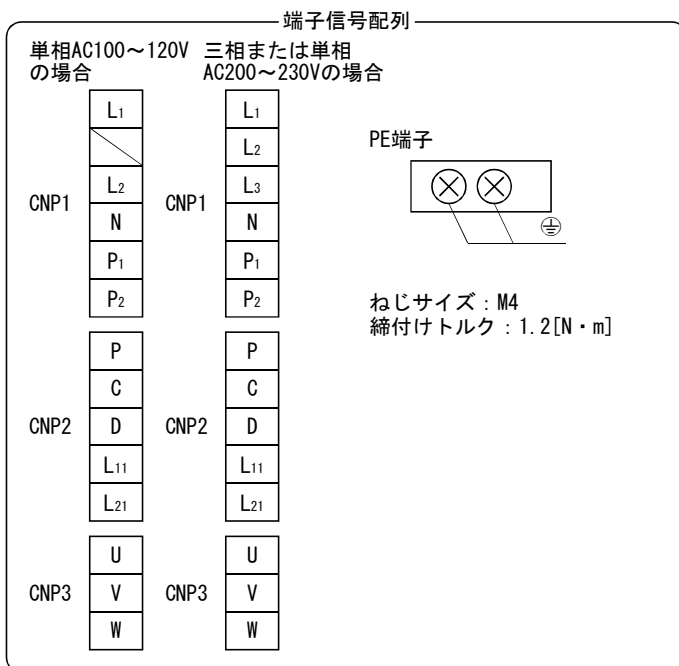 端子信号配列
単相AC100～120V
の場合
三相または単相
AC200～230Vの場合
CNP1
L1
L2
N
P1
P2
CNP1
L1
L2
L3
N
P1
P2
CNP2
P
C
D
L11
L21
CNP2
P
C
D
L11
L21
CNP3
U
V
W
CNP3
U
V
W
PE端子
ねじサイズ：M4
締付けトルク：1.2[N・m]